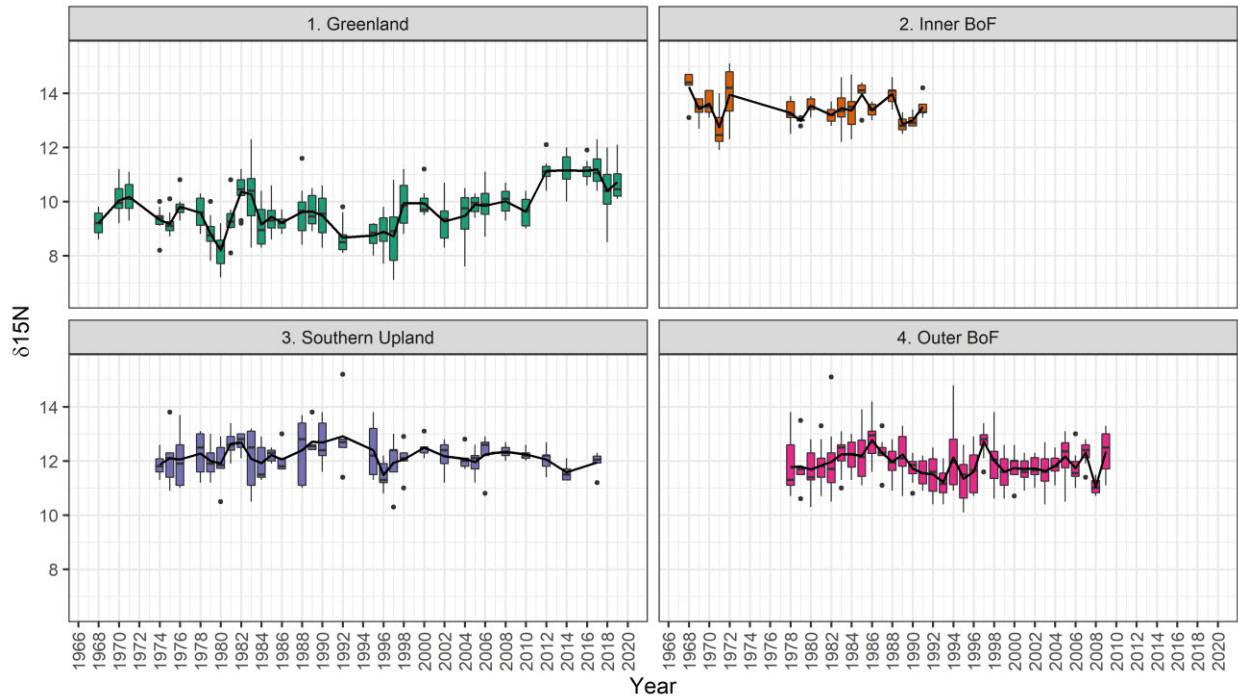 1. Greenland
2. Inner BoF
14
12
10
8
δ15N
3. Southern Upland
4. Outer BoF
14
12
10
8
1966 1968 1970 1972 1974 1976 1978 1980 1982 1984 1986 1988 1990 1992 1994 1996 1998 2000 2002 2004 2006 2008 2010 2012 2014 2016 2018 2020
1966 1968 1970 1972 1974 1976 1978 1980 1982 1984 1986 1988 1990 1992 1994 1996 1998 2000 2002 2004 2006 2008 2010 2012 2014 2016 2018 2020
Year